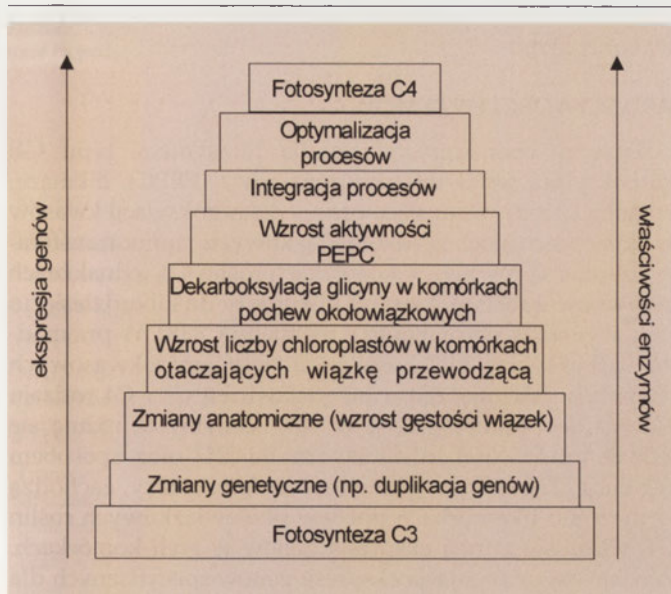 Fotosynteza C4
Optymalizacja
procesów
Integracja procesów
Wzrost aktywności
PEPC
Dekarboksylacja glicyny w komórkach
pochew okołowiązkowych
Wzrost liczby chloroplastów w komórkach
otaczających wiązkę przewodzącą
Zmiany anatomiczne (wzrost gęstości wiązek)
Zmiany genetyczne (np. duplikacja genów)
Fotosynteza C3
ekspresja genów
właściwości enzymów